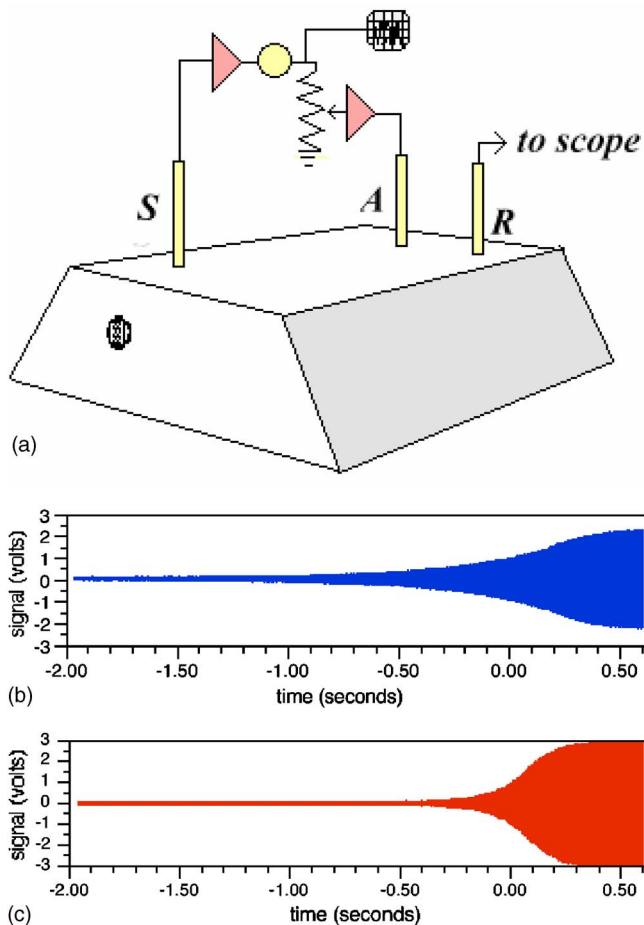 S
A
R
to scope
(a)
3
2
1
0
-1
-2
-3
signal (volts)
-2.00 -1.50 -1.00 -0.50 0.00 0.50
time (seconds)
(b)
3
2
1
0
-1
-2
-3
signal (volts)
-2.00 -1.50 -1.00 -0.50 0.00 0.50
time (seconds)
(c)